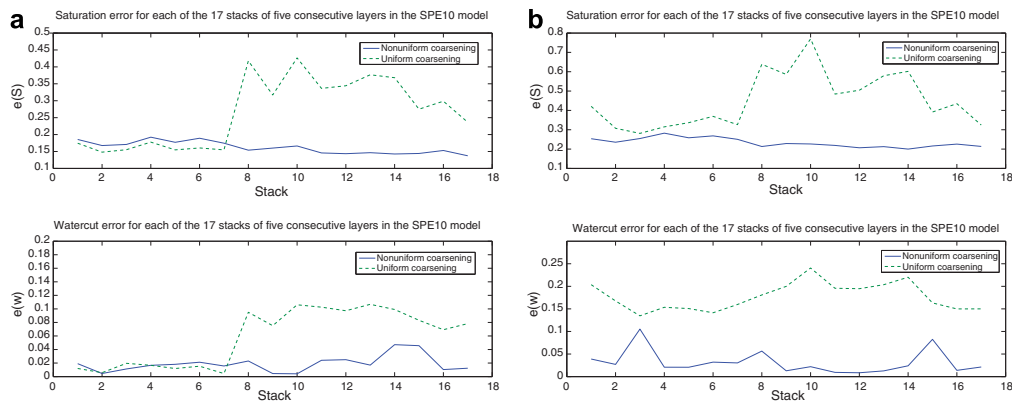 a
Saturation error for each of the 17 stacks of five consecutive layers in the SPE10 model
0.5
0.45
0.4
0.35
0.3
0.25
0.2
0.15
0.1
e(S)
Nonuniform coarsening
Uniform coarsening
0 2 4 6 8 10 12 14 16 18
Stack
Watercut error for each of the 17 stacks of five consecutive layers in the SPE10 model
0.2
0.18
0.16
0.14
0.12
0.1
0.08
0.06
0.04
0.02
0
e(w)
Nonuniform coarsening
Uniform coarsening
0 2 4 6 8 10 12 14 16 18
Stack
b
Saturation error for each of the 17 stacks of five consecutive layers in the SPE10 model
0.8
0.7
0.6
0.5
0.4
0.3
0.2
0.1
e(S)
Nonuniform coarsening
Uniform coarsening
0 2 4 6 8 10 12 14 16 18
Stack
Watercut error for each of the 17 stacks of five consecutive layers in the SPE10 model
0.25
0.2
0.15
0.1
0.05
0
e(w)
Nonuniform coarsening
Uniform coarsening
0 2 4 6 8 10 12 14 16 18
Stack